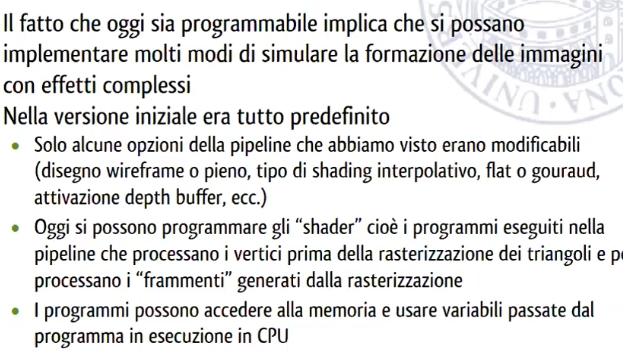 Il fatto che oggi sia programmabile implica che si possano
implementare molti modi di simulare la formazione delle immagini
con effetti complessi
Nella versione iniziale era tutto predefinito
• Solo alcune opzioni della pipeline che abbiamo visto erano modificabili
(disegno wireframe o pieno, tipo di shading interpolativo, flat o gouraud,
attivazione depth buffer, ecc.)
• Oggi si possono programmare gli “shader” cioè i programmi eseguiti nella
pipeline che processano i vertici prima della rasterizzazione dei triangoli e
processano i “frammenti” generati dalla rasterizzazione
• I programmi possono accedere alla memoria e usare variabili passate dal
programma in esecuzione in CPU